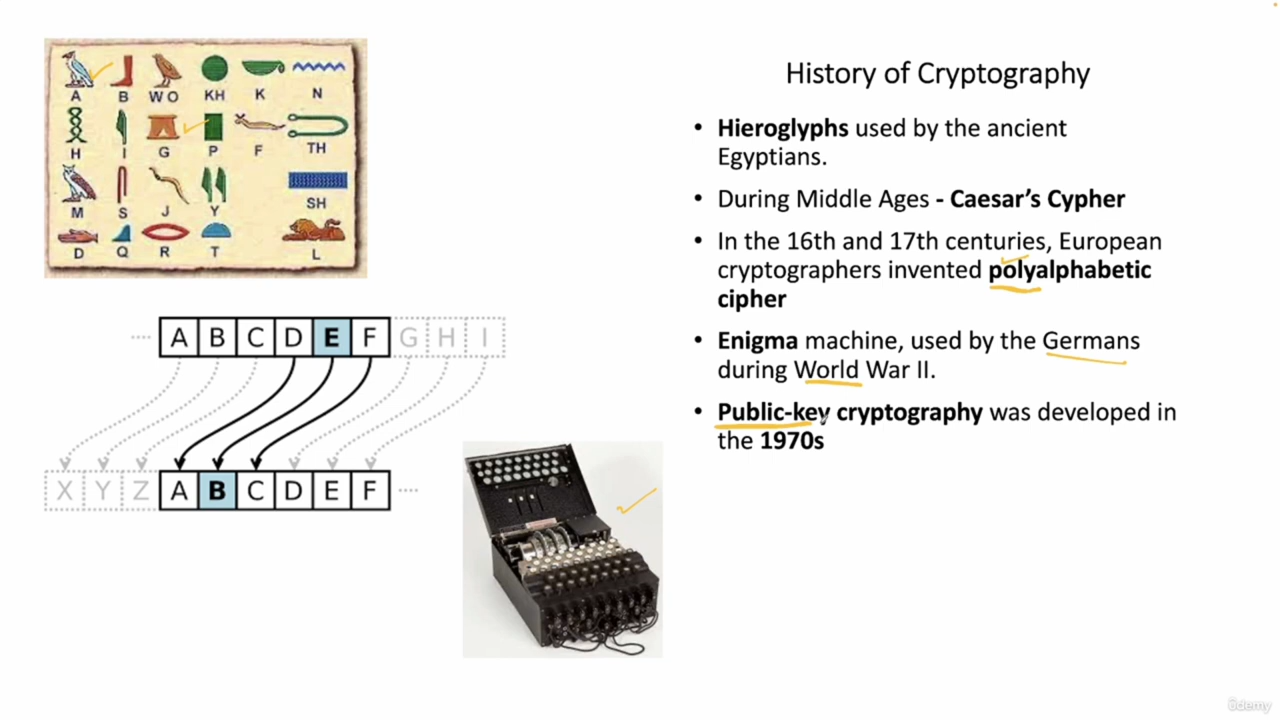 A B WO KH K N
H I G P F TH
M S J Y SH
D Q R T L
A B C D E F G H I
X Y Z A B C D E F
History of Cryptography
• Hieroglyphs used by the ancient
Egyptians.
• During Middle Ages - Caesar’s Cypher
• In the 16th and 17th centuries, European
cryptographers invented polyalphabetic
cipher
• Enigma machine, used by the Germans
during World War II.
• Public-key cryptography was developed in
the 1970s
ûdemy